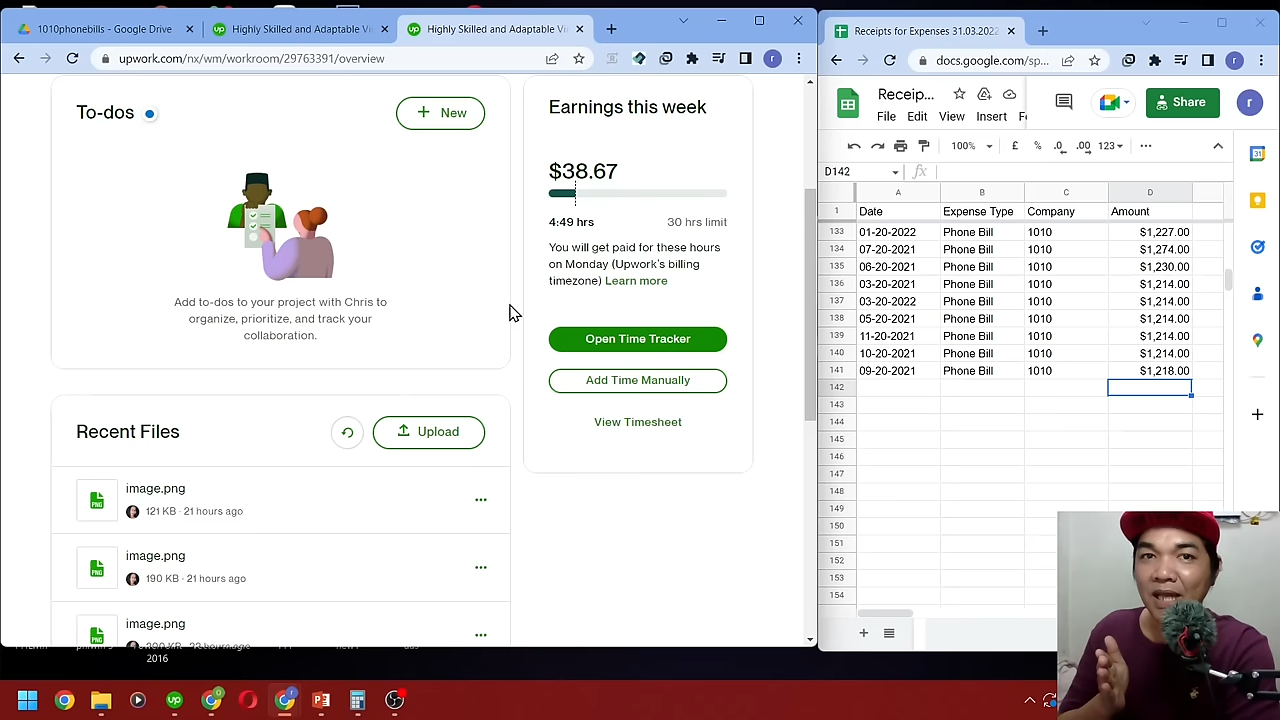 1010phonebills - Google Drive
Highly Skilled and Adaptable Vi
Highly Skilled and Adaptable Vi
upwork.com/nx/wm/workroom/29763391/overview
To-dos
New
Add to-dos to your project with Chris to
organize, prioritize, and track your
collaboration.
Recent Files
Upload
image.png
121 KB · 21 hours ago
image.png
190 KB · 21 hours ago
image.png
Earnings this week
$38.67
4:49 hrs
30 hrs limit
You will get paid for these hours
on Monday (Upwork's billing
timezone) Learn more
Open Time Tracker
Add Time Manually
View Timesheet
Receipts for Expenses 31.03.2022
docs.google.com/sp...
Receip...
Share
r
File Edit View Insert
100%
£ % .0 .00 123
D142
fx
A B C D
1 Date Expense Type Company Amount
133 01-20-2022 Phone Bill 1010 $1,227.00
134 07-20-2021 Phone Bill 1010 $1,274.00
135 06-20-2021 Phone Bill 1010 $1,230.00
136 03-20-2021 Phone Bill 1010 $1,214.00
137 03-20-2022 Phone Bill 1010 $1,214.00
138 05-20-2021 Phone Bill 1010 $1,214.00
139 11-20-2021 Phone Bill 1010 $1,214.00
140 10-20-2021 Phone Bill 1010 $1,214.00
141 09-20-2021 Phone Bill 1010 $1,218.00
142
143
144
145
146
147
148
149
150
151
152
153
154
2016